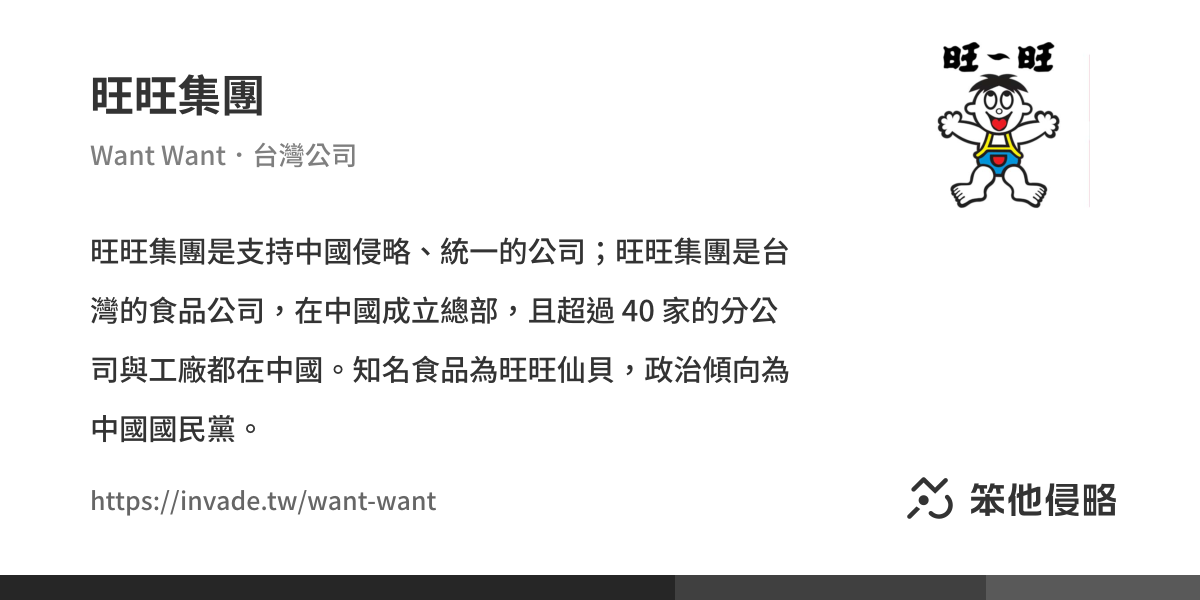 旺一旺
旺旺集團
Want Want・台灣公司
旺旺集團是支持中國侵略、統一的公司；旺旺集團是台
灣的食品公司，在中國成立總部，且超過 40 家的分公
司與工廠都在中國。知名食品為旺旺仙貝，政治傾向為
中國國民黨。
https://invade.tw/want-want
笨他侵略